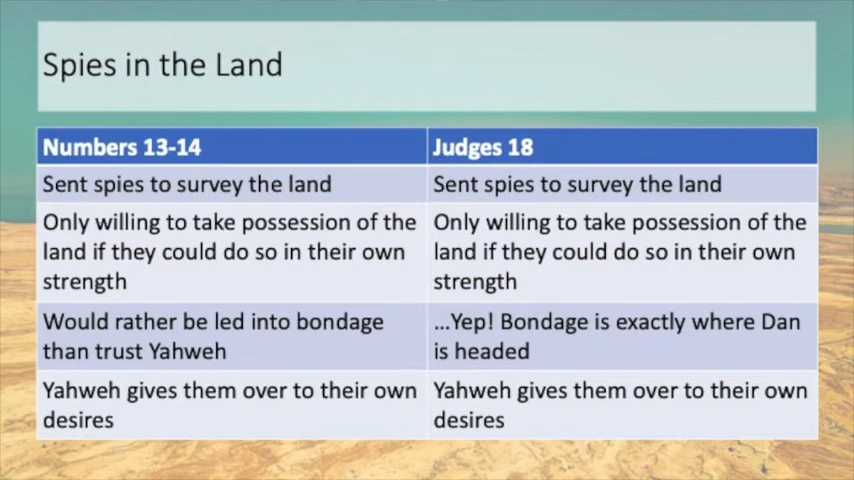 Spies in the Land
Numbers 13-14
Judges 18
Sent spies to survey the land
Sent spies to survey the land
Only willing to take possession of the
land if they could do so in their own
strength
Only willing to take possession of the
land if they could do so in their own
strength
Would rather be led into bondage
than trust Yahweh
...Yep! Bondage is exactly where Dan
is headed
Yahweh gives them over to their own
desires
Yahweh gives them over to their own
desires